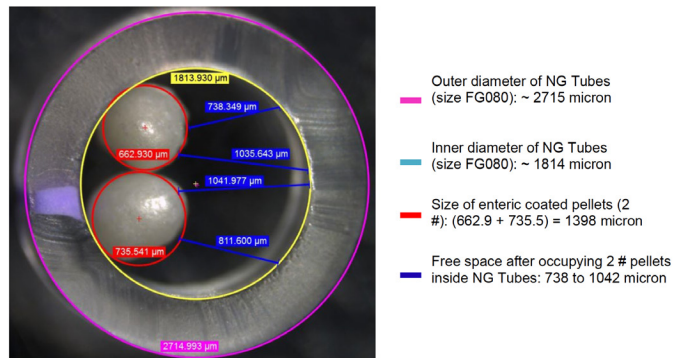 1813.930 µm
738.349 µm
662.930 µm
1035.643 µm
1041.977 µm
735.541 µm
811.600 µm
2714.993 µm
Outer diameter of NG Tubes
(size FG080): ~ 2715 micron
Inner diameter of NG Tubes
(size FG080): ~ 1814 micron
Size of enteric coated pellets (2
#): (662.9 + 735.5) = 1398 micron
Free space after occupying 2 # pellets
inside NG Tubes: 738 to 1042 micron